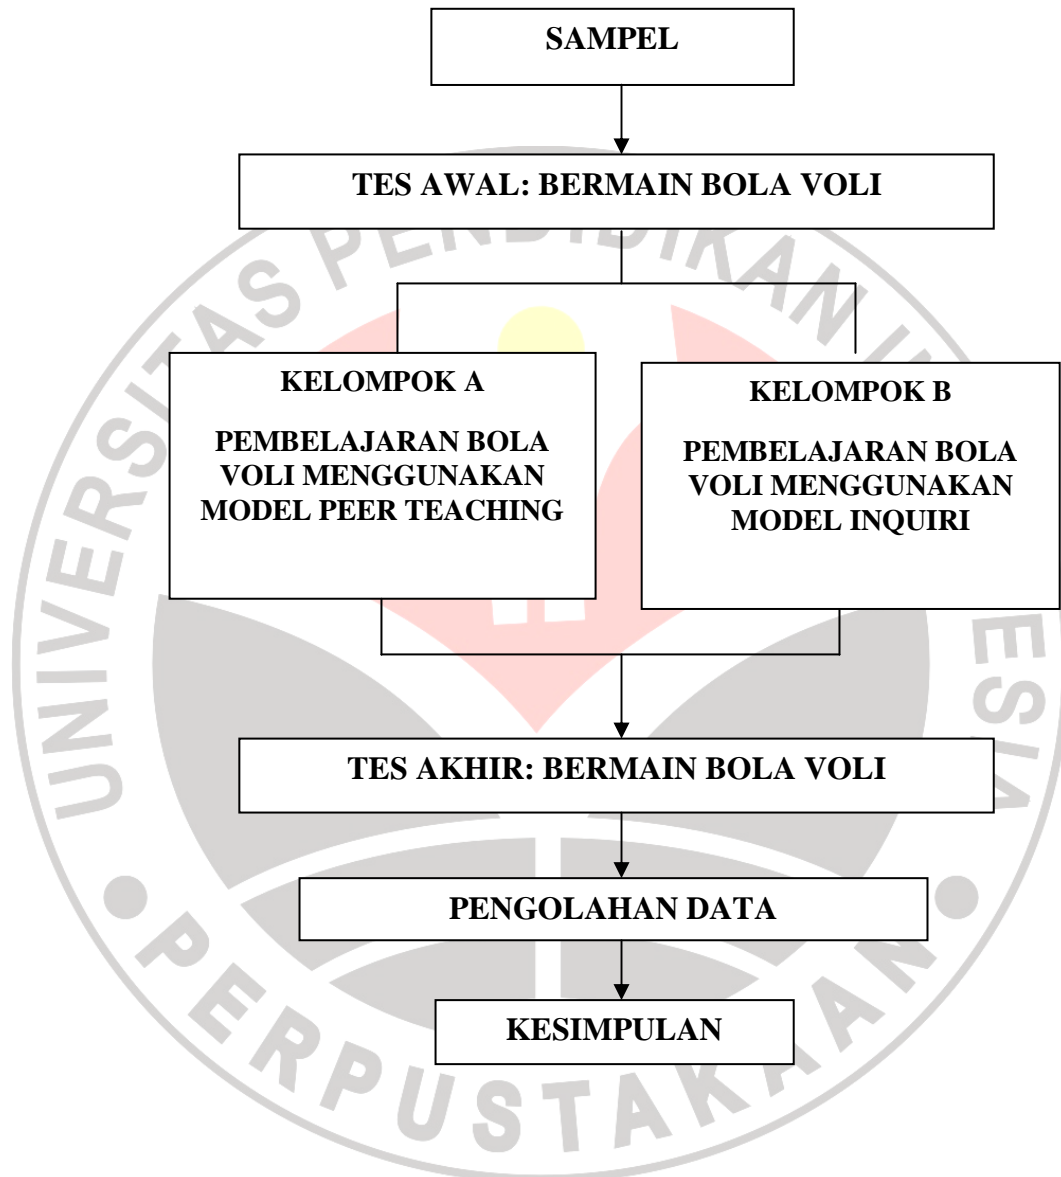 SAMPEL
TES AWAL: BERMAIN BOLA VOLI
KELOMPOK A
PEMBELAJARAN BOLA
VOLI MENGGUNAKAN
MODEL PEER TEACHING
KELOMPOK B
PEMBELAJARAN BOLA
VOLI MENGGUNAKAN
MODEL INQUIRI
TES AKHIR: BERMAIN BOLA VOLI
PENGOLAHAN DATA
KESIMPULAN
UNIVERSITAS PENDIDIKAN
PERPUSTAKAAN